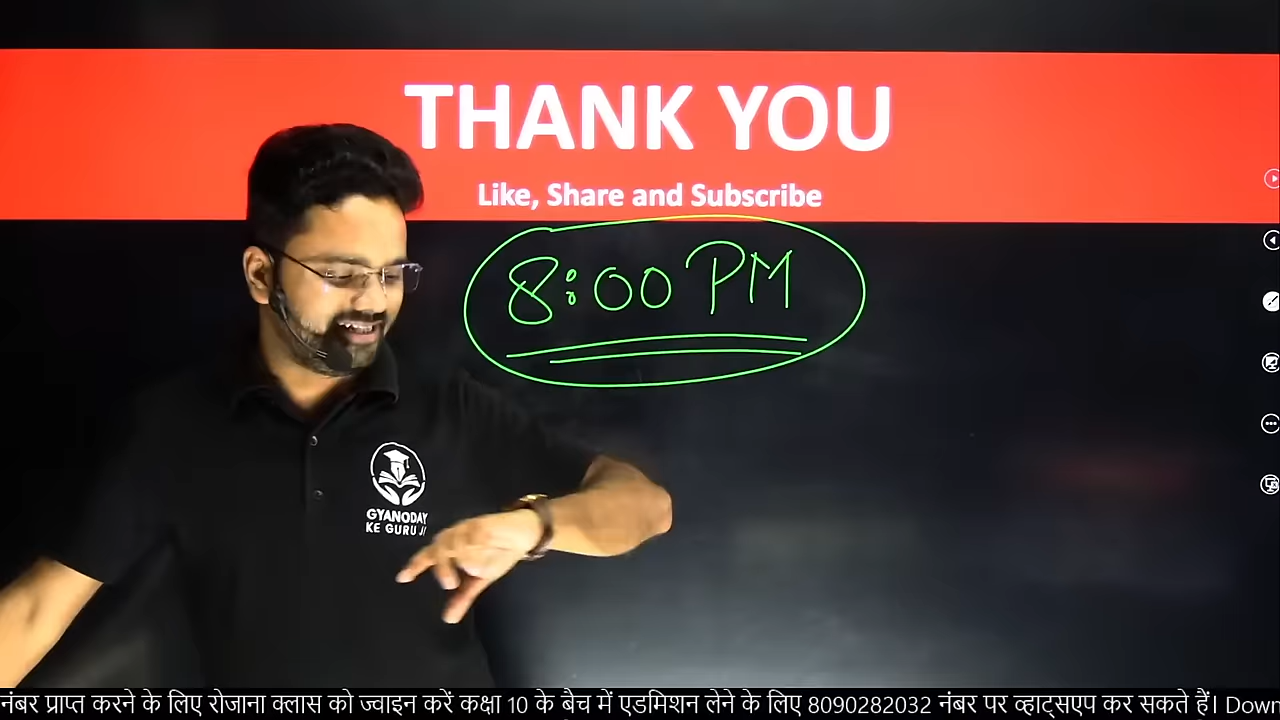 THANK YOU
Like, Share and Subscribe
8:00 PM
GYANODAY
KE GURU JI
नंबर प्राप्त करने के लिए रोजाना क्लास को ज्वाइन करें कक्षा 10 के बैच में एडमिशन लेने के लिए 8090282032 नंबर पर व्हाट्सएप कर सकते हैं। Down